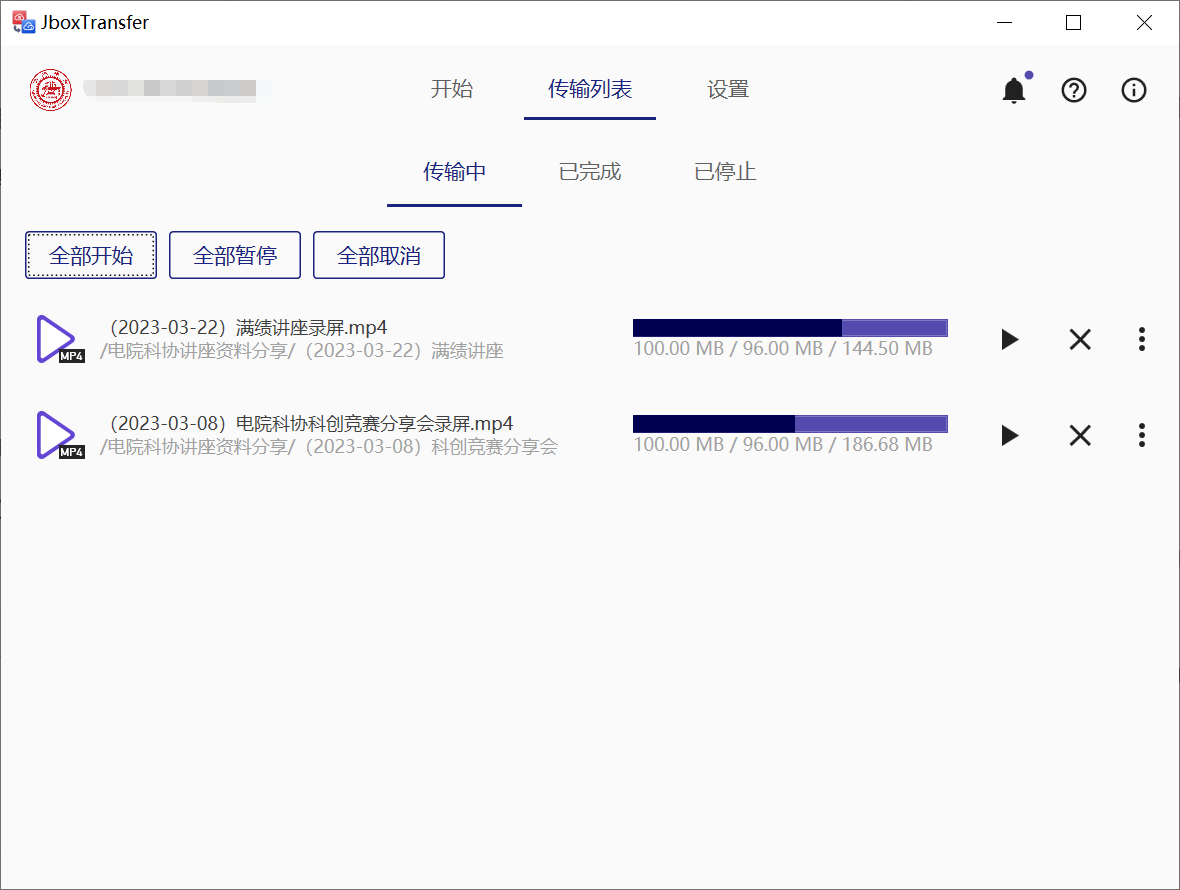 JboxTransfer
开始 传输列表 设置
传输中 已完成 已停止
全部开始 全部暂停 全部取消
（2023-03-22）满绩讲座录屏.mp4
/电院科协讲座资料分享/（2023-03-22）满绩讲座
MP4
100.00 MB / 96.00 MB / 144.50 MB
（2023-03-08）电院科协科创竞赛分享会录屏.mp4
/电院科协讲座资料分享/（2023-03-08）科创竞赛分享会
MP4
100.00 MB / 96.00 MB / 186.68 MB